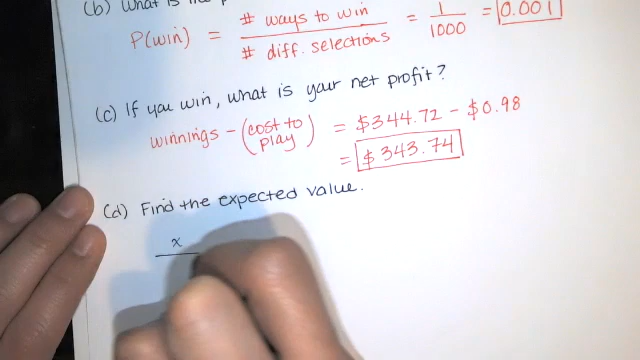 (b) What is
P(win) = # ways to win / # diff. selections = 1/1000 = 0.001
(c) If you win, what is your net profit?
winnings - (cost to play) = $344.72 - $0.98
= $343.74
(d) Find the expected value.
x